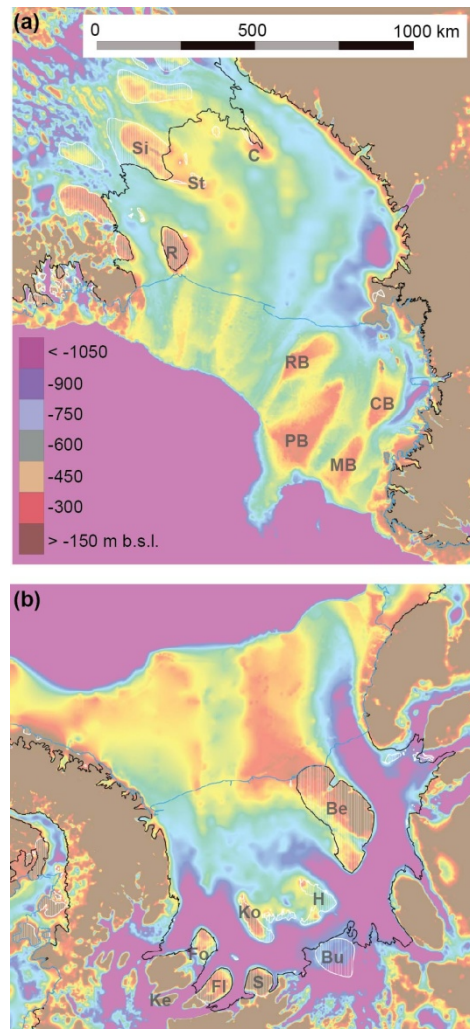 (a)
0 500 1000 km
Si
C
St
R
RB
CB
PB
MB
< -1050
-900
-750
-600
-450
-300
> -150 m b.s.l.
(b)
Be
H
Ko
Fo
Bu
S
Fl
Ke